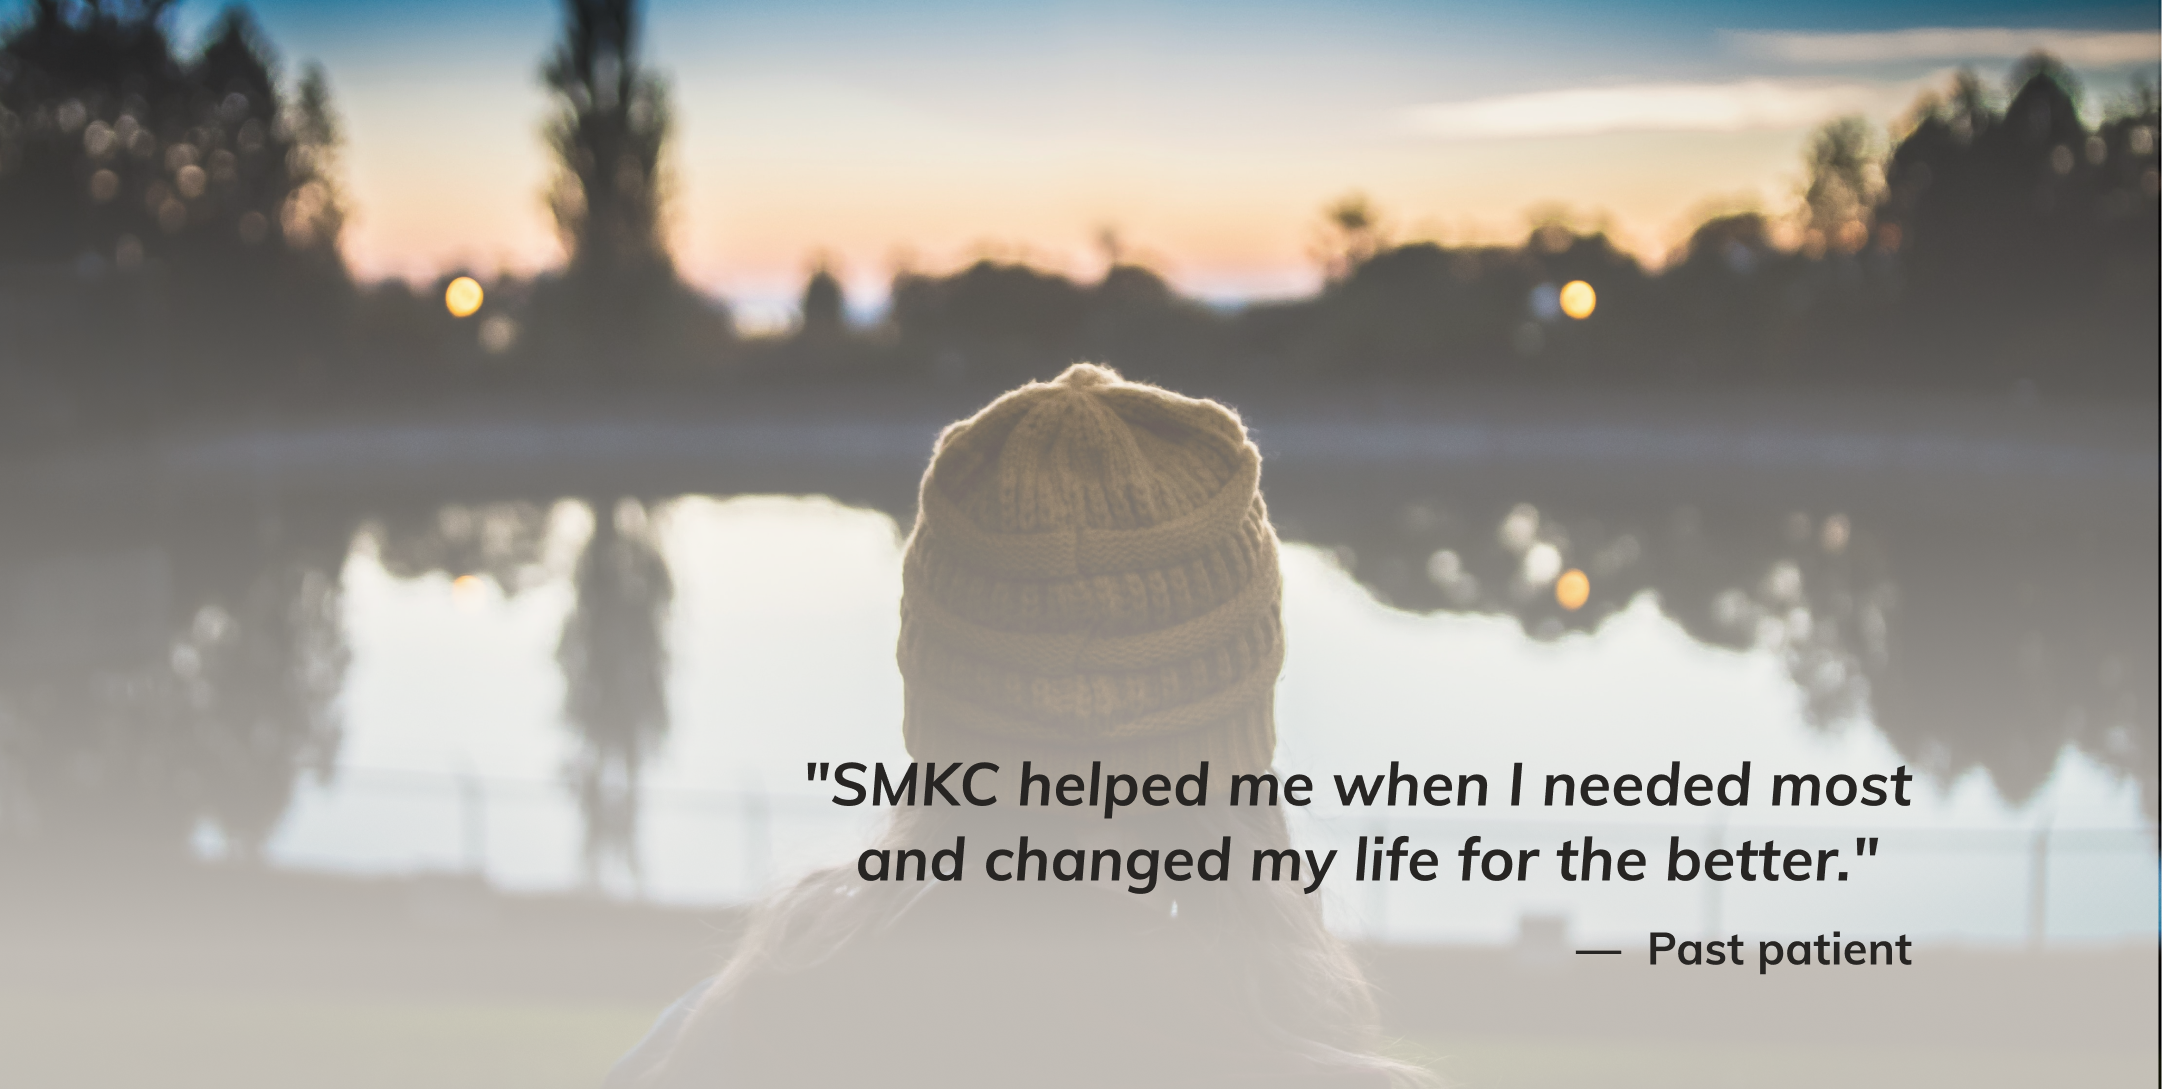 "SMKC helped me when I needed most
and changed my life for the better."
— Past patient